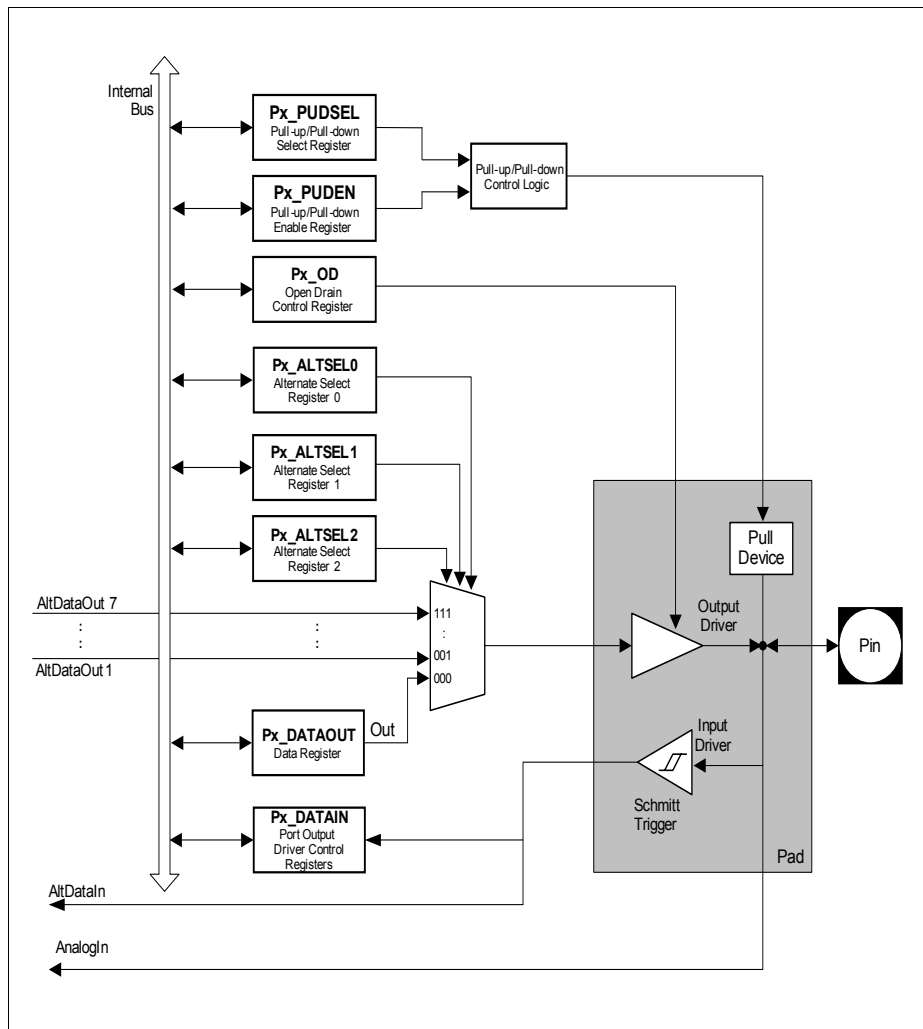 Internal
Bus
Px_PUDSEL
Pull-up/Pull-down
Select Register
Pull-up/Pull-down
Control Logic
Px_PUDEN
Pull-up/Pull-down
Enable Register
Px_OD
Open Drain
Control Register
Px_ALTSEL0
Alternate Select
Register 0
Px_ALTSEL1
Alternate Select
Register 1
Px_ALTSEL2
Alternate Select
Register 2
Pull
Device
AltDataOut 7
111
Output
Driver
: :
: :
:
AltDataOut 1
001
000
Pin
Px_DATAOUT
Data Register
Out
Input
Driver
Schmitt
Trigger
Px_DATAIN
Port Output
Driver Control
Registers
Pad
AltDataIn
AnalogIn